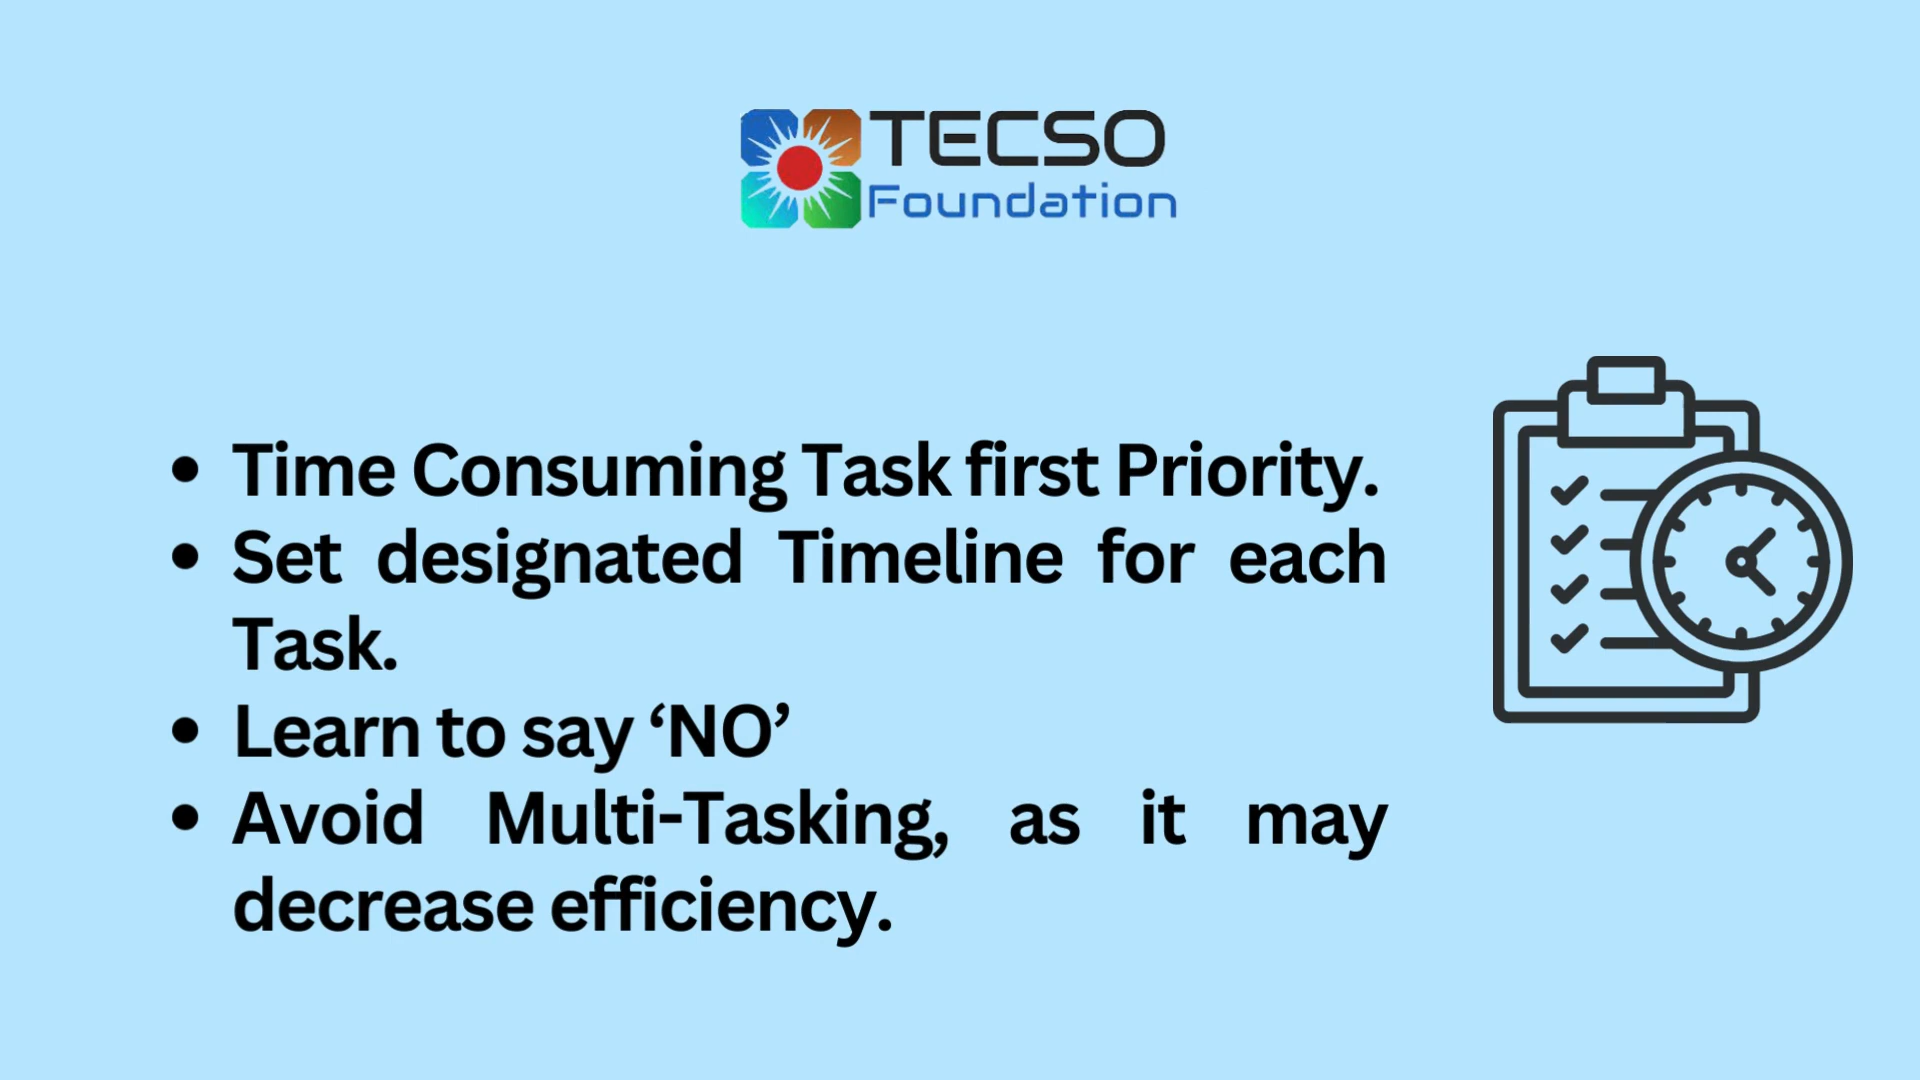 TECSO
Foundation
• Time Consuming Task first Priority.
• Set designated Timeline for each
Task.
• Learn to say ‘NO’
• Avoid Multi-Tasking, as it may
decrease efficiency.